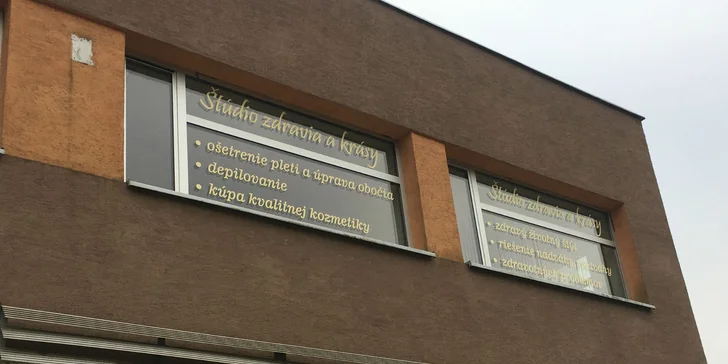 Štúdio zdravia a krásy
• ošetrenie pleti a úprava obočia
• depilovanie
• kúpa kvalitnej kozmetiky
Štúdio zdravia a krásy
• zdravý životný štýl
• riešenie nadváhy
• zdravotných